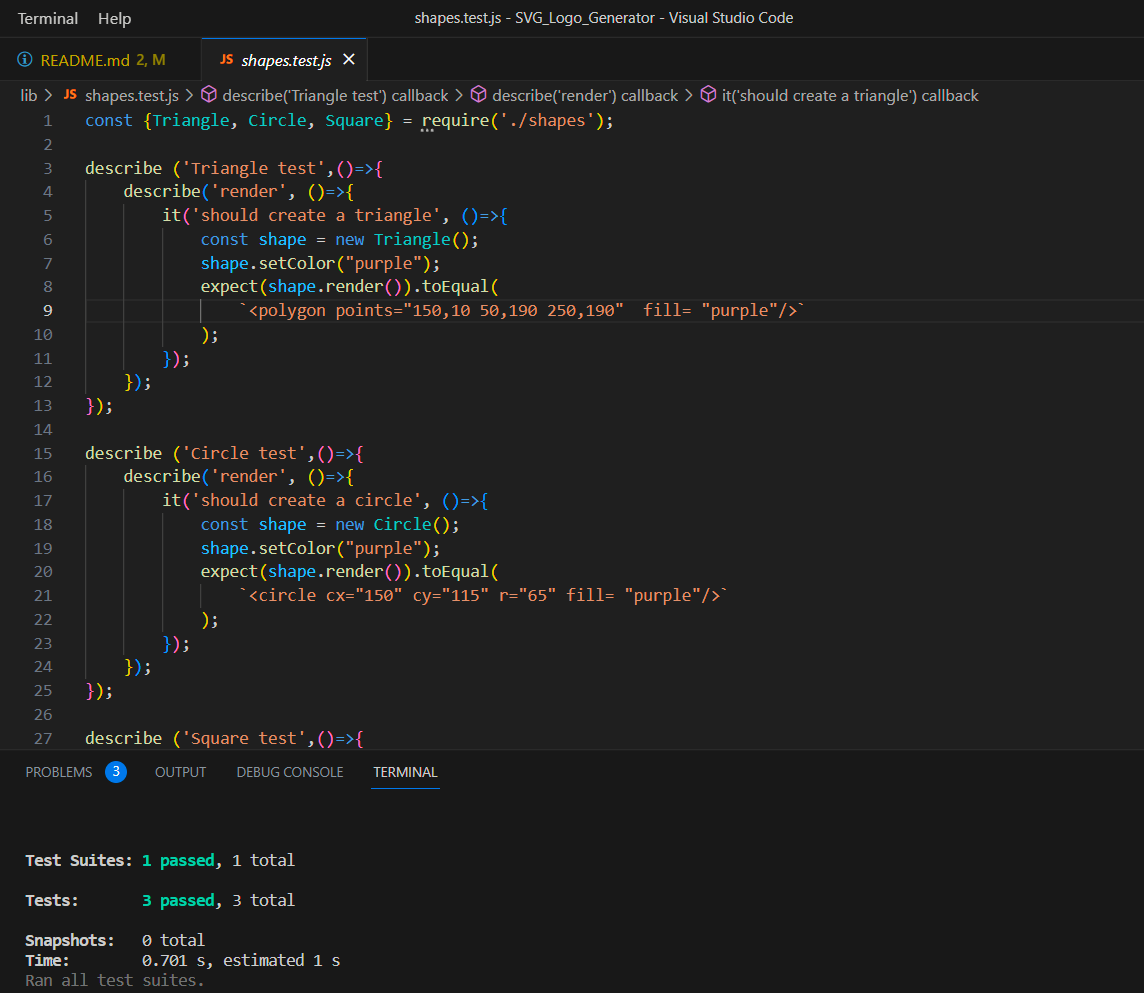 Terminal Help shapes.test.js - SVG_Logo_Generator - Visual Studio Code
README.md 2, M JS shapes.test.js
lib > JS shapes.test.js > describe('Triangle test') callback > describe('render') callback > it('should create a triangle') callback
1 const {Triangle, Circle, Square} = require('./shapes');
2
3 describe ('Triangle test',()=>{
4     describe('render', ()=>{
5         it('should create a triangle', ()=>{
6             const shape = new Triangle();
7             shape.setColor("purple");
8             expect(shape.render()).toEqual(
9                 `<polygon points="150,10 50,190 250,190"  fill= "purple"/>`
10             );
11         });
12     });
13 });
14
15 describe ('Circle test',()=>{
16     describe('render', ()=>{
17         it('should create a circle', ()=>{
18             const shape = new Circle();
19             shape.setColor("purple");
20             expect(shape.render()).toEqual(
21                 `<circle cx="150" cy="115" r="65" fill= "purple"/>`
22             );
23         });
24     });
25 });
26
27 describe ('Square test',()=>{
PROBLEMS 3 OUTPUT DEBUG CONSOLE TERMINAL
Test Suites: 1 passed, 1 total
Tests:       3 passed, 3 total
Snapshots:   0 total
Time:        0.701 s, estimated 1 s
Ran all test suites.